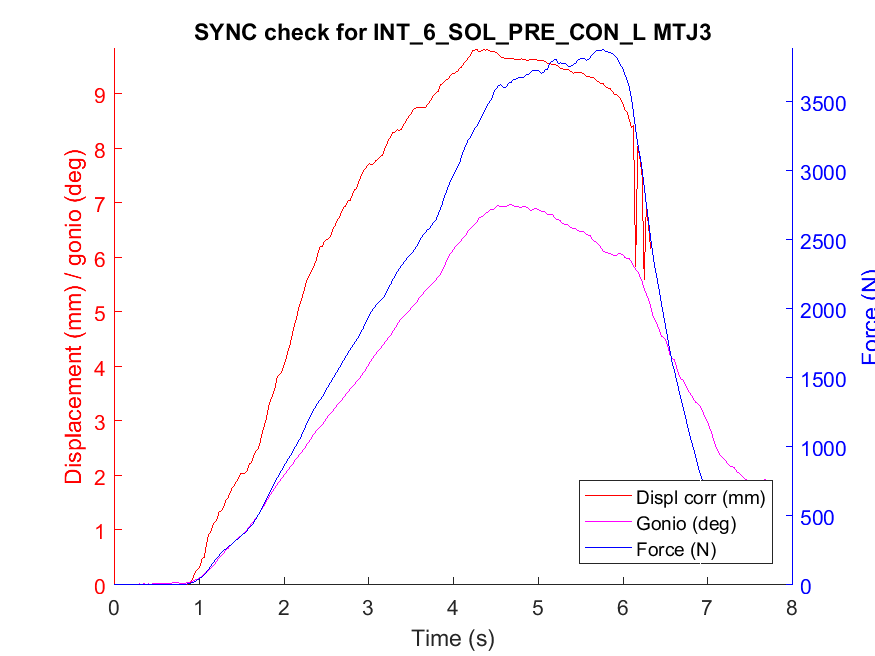 SYNC check for INT_6_SOL_PRE_CON_L MTJ3
Displacement (mm) / gonio (deg)
9
8
7
6
5
4
3
2
1
0
3500
3000
2500
2000
1500
1000
500
0
Force (N)
Displ corr (mm)
Gonio (deg)
Force (N)
0 1 2 3 4 5 6 7 8
Time (s)